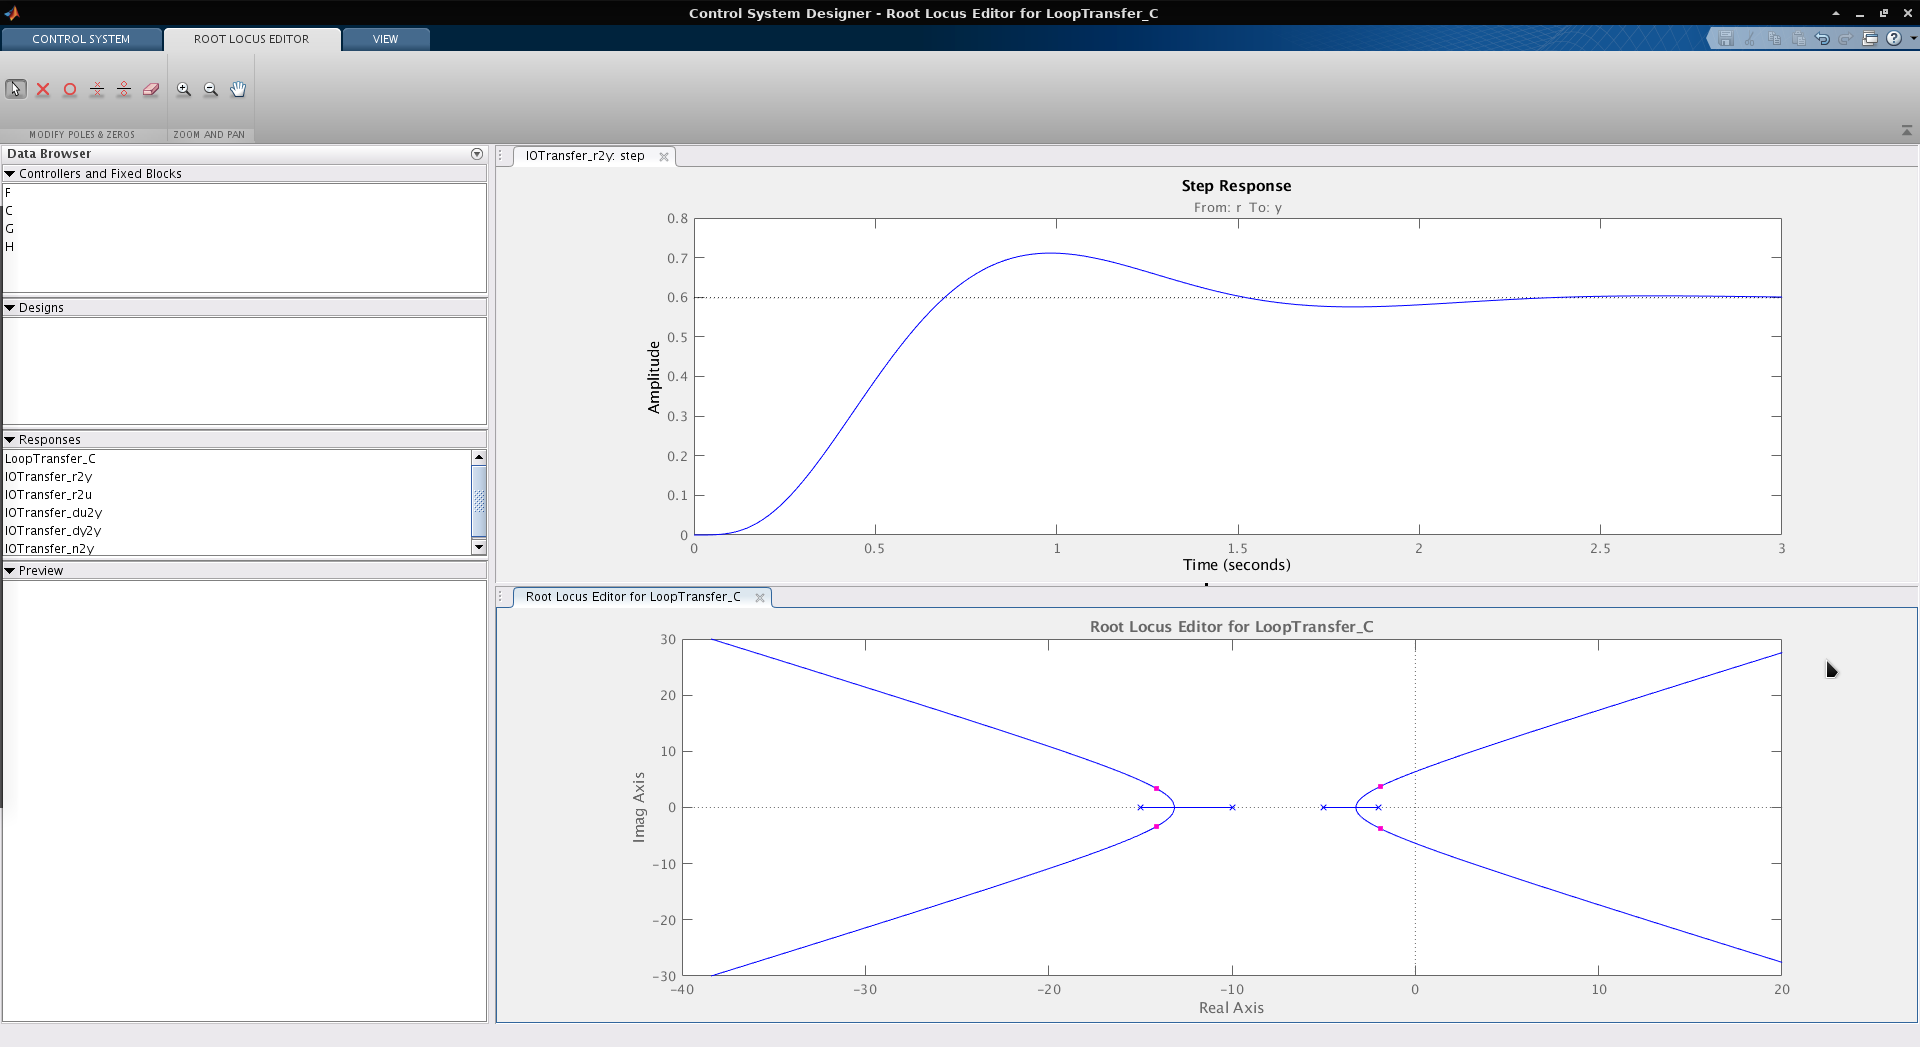 Control System Designer - Root Locus Editor for LoopTransfer_C
CONTROL SYSTEM
ROOT LOCUS EDITOR
VIEW
MODIFY POLES & ZEROS
ZOOM AND PAN
Data Browser
Controllers and Fixed Blocks
F
C
G
H
Designs
Responses
LoopTransfer_C
IOTransfer_r2y
IOTransfer_r2u
IOTransfer_du2y
IOTransfer_dy2y
IOTransfer_n2y
Preview
IOTransfer_r2y: step
Step Response
From: r To: y
0.8
0.7
0.6
0.5
0.4
0.3
0.2
0.1
0
Amplitude
0 0.5 1 1.5 2 2.5 3
Time (seconds)
Root Locus Editor for LoopTransfer_C
Root Locus Editor for LoopTransfer_C
30
20
10
0
-10
-20
-30
Imag Axis
-40 -30 -20 -10 0 10 20
Real Axis